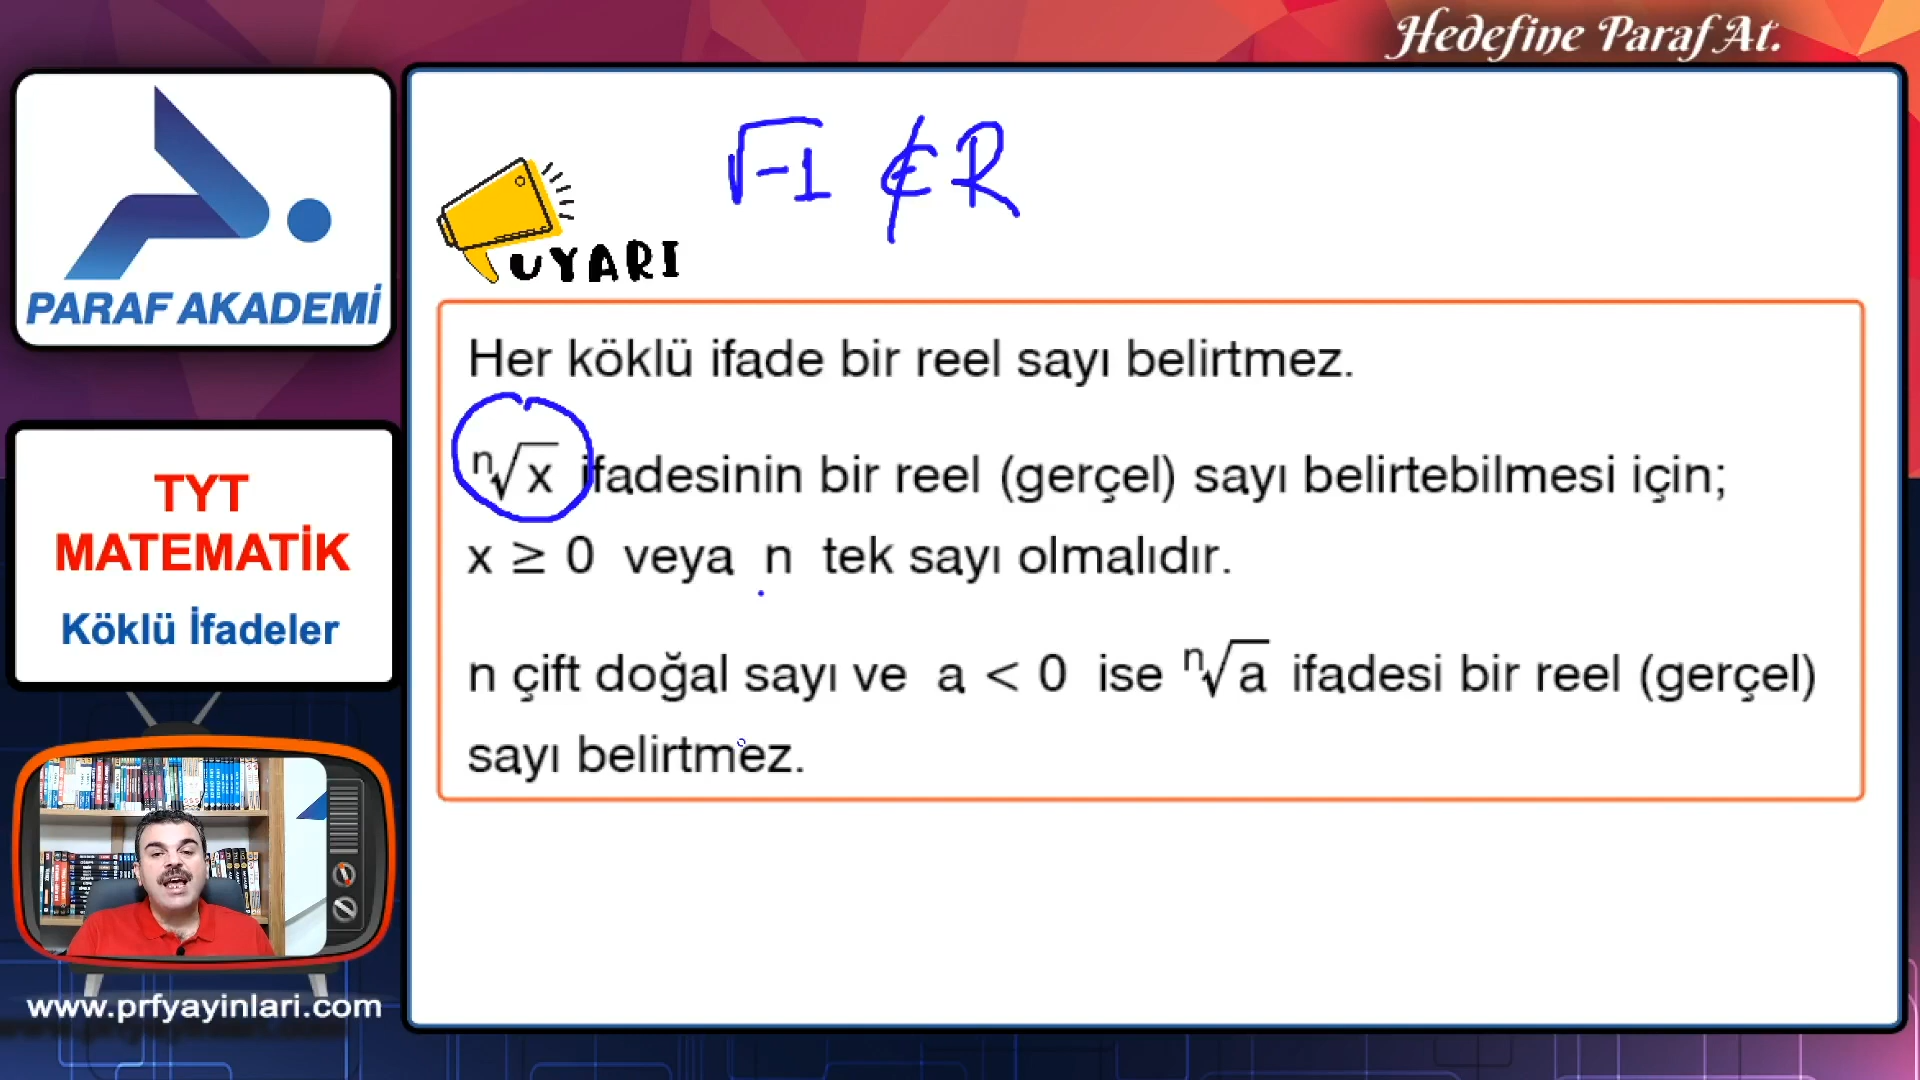 Hedefine Paraf At.
PARAF AKADEMİ
TYT
MATEMATİK
Köklü İfadeler
www.prfyayinlari.com
√-1 ∉ R
UYARI
Her köklü ifade bir reel sayı belirtmez.
ⁿ√x ifadesinin bir reel (gerçel) sayı belirtebilmesi için;
x ≥ 0 veya n tek sayı olmalıdır.
n çift doğal sayı ve a < 0 ise ⁿ√a ifadesi bir reel (gerçel)
sayı belirtmez.